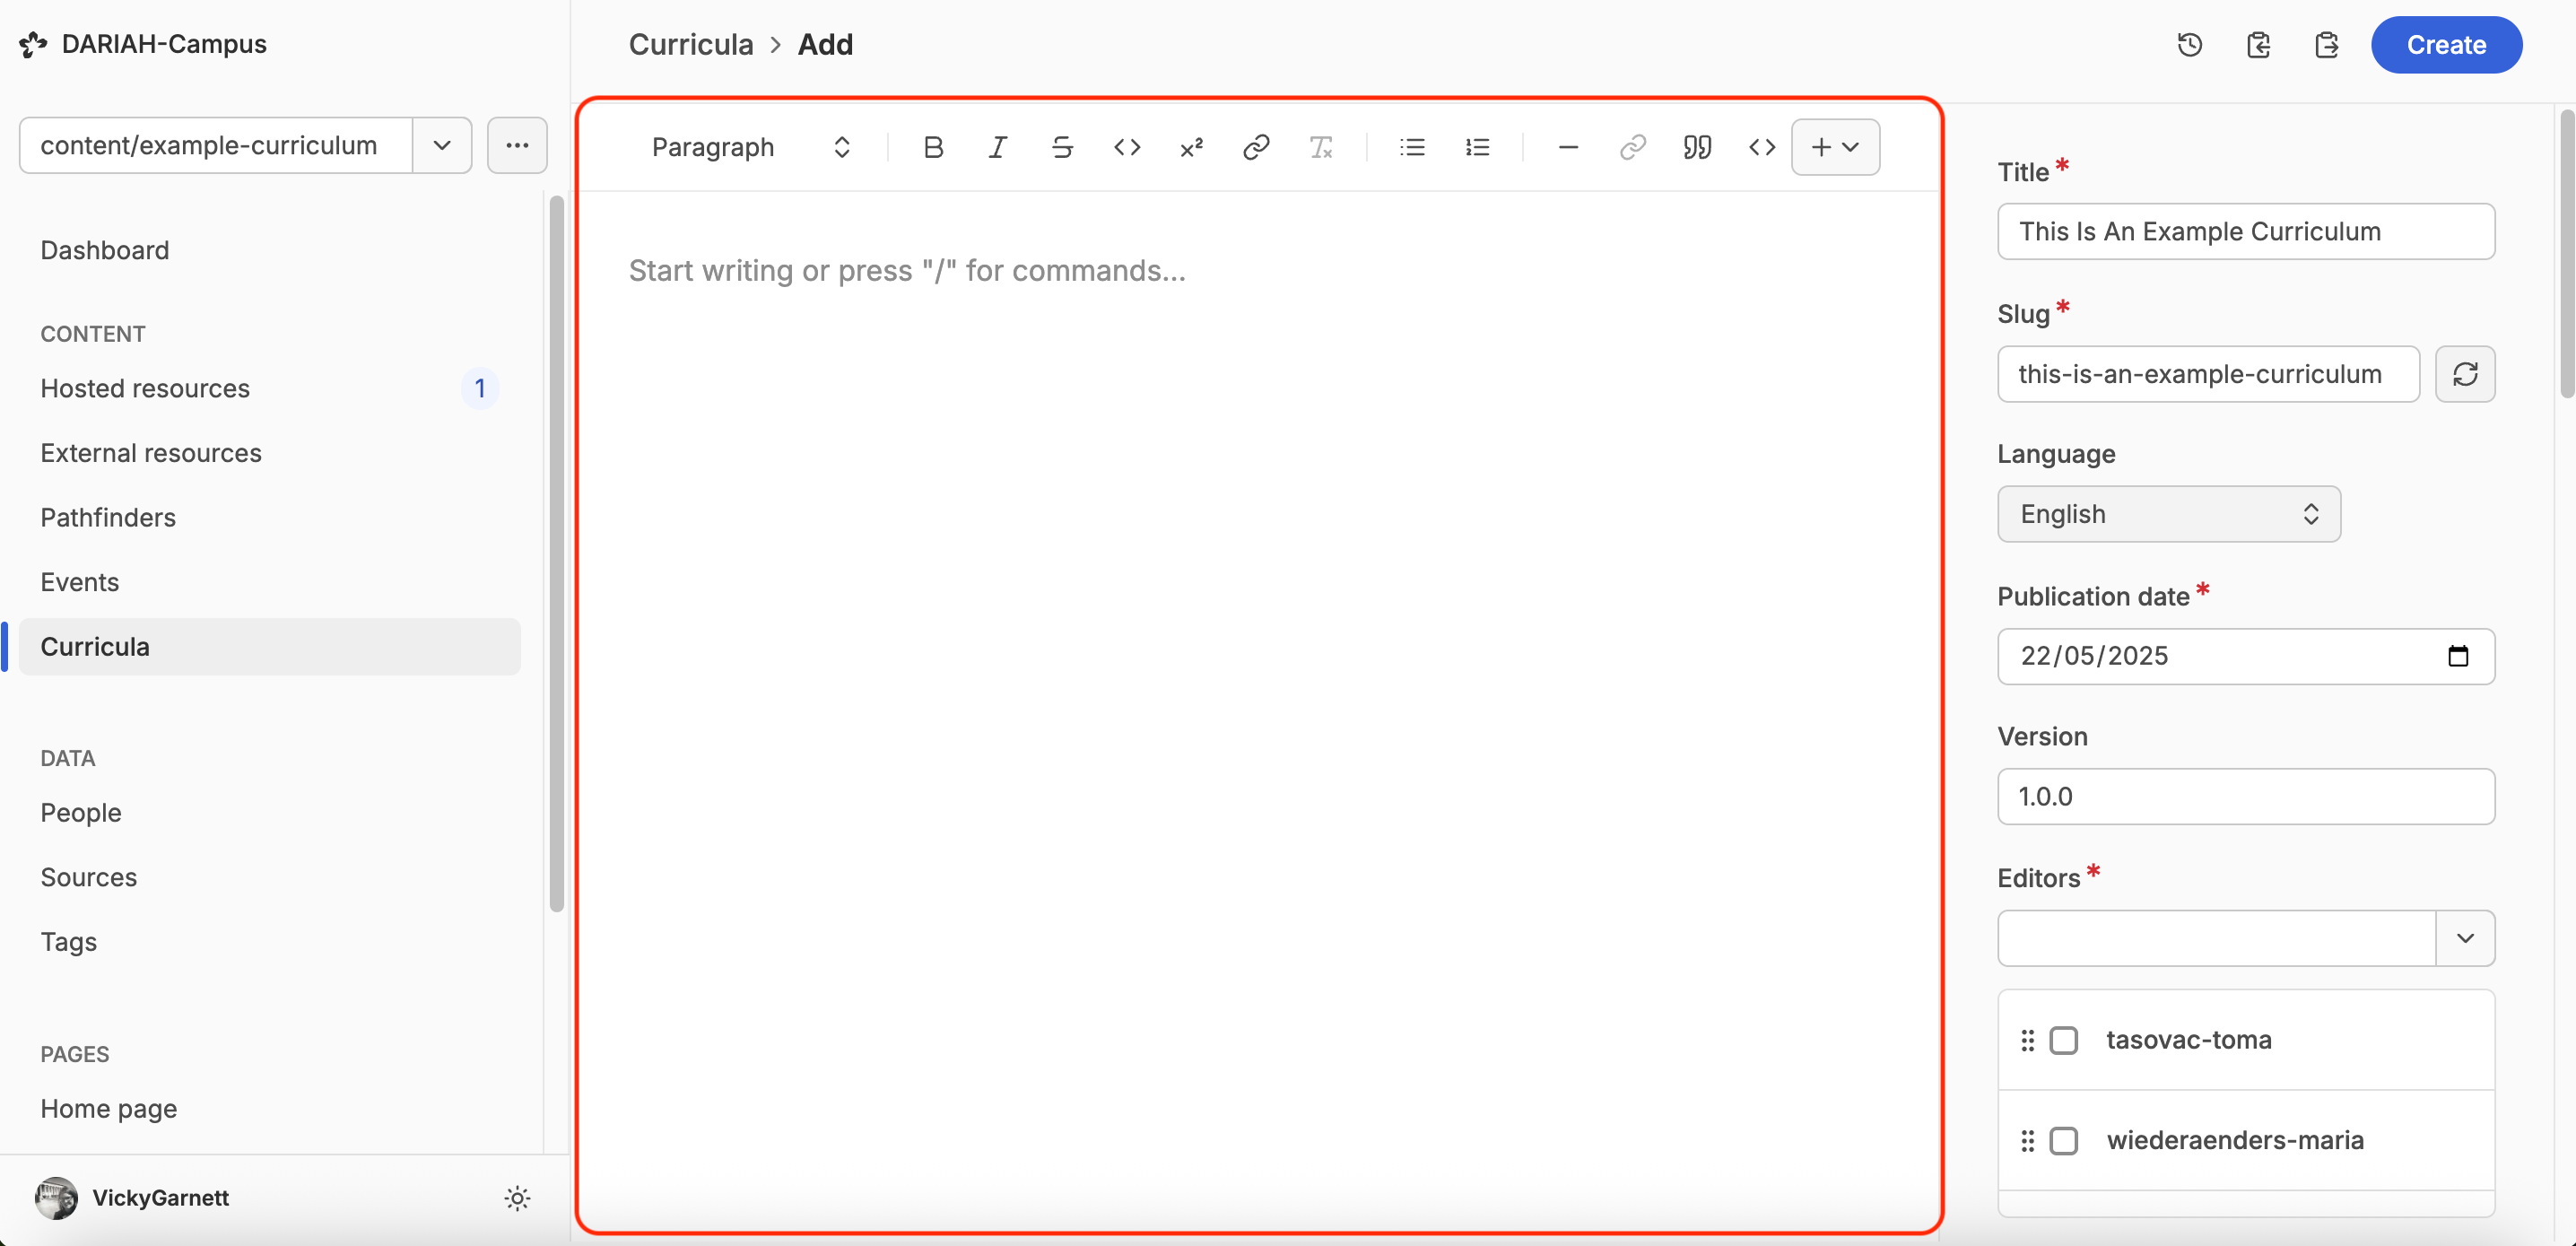 DARIAH-Campus
Curricula > Add
Create
content/example-curriculum
Dashboard
CONTENT
Hosted resources 1
External resources
Pathfinders
Events
Curricula
DATA
People
Sources
Tags
PAGES
Home page
VickyGarnett
Paragraph
Start writing or press "/" for commands...
Title *
This Is An Example Curriculum
Slug *
this-is-an-example-curriculum
Language
English
Publication date *
22/05/2025
Version
1.0.0
Editors *
tasovac-toma
wiederaenders-maria